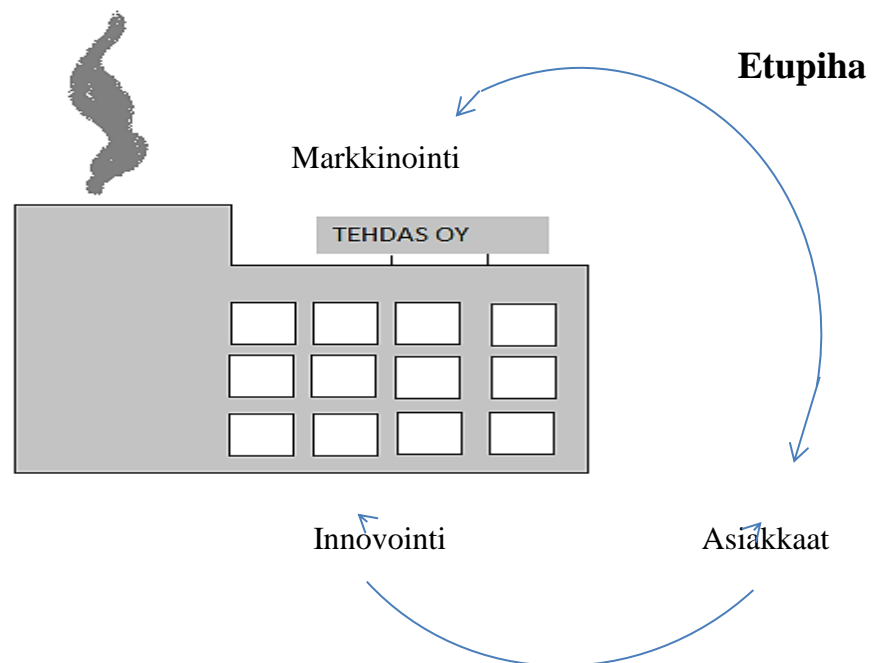 Etupiha
Markkinointi
TEHDAS OY
Innovointi
Asiakkaat